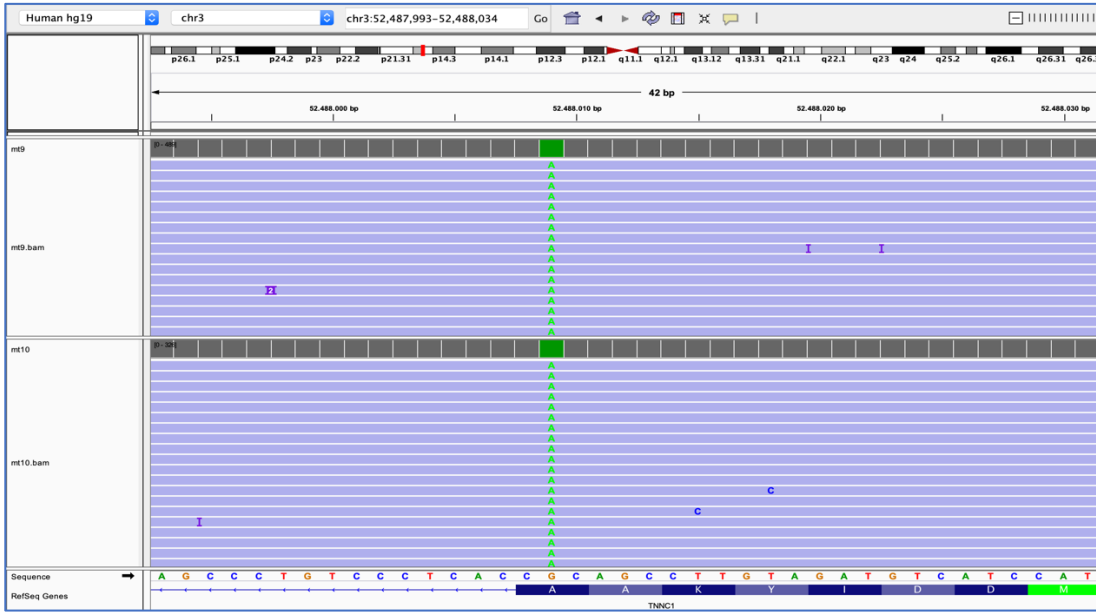 Human hg19 chr3 chr3:52,487,993-52,488,034 Go
p26.1 p25.1 p24.2 p23 p22.2 p21.31 p14.3 p14.1 p12.3 p12.1 q11.1 q12.1 q13.12 q13.31 q21.1 q22.1 q23 q24 q25.2 q26.1 q26.31
42 bp
52.488.000 bp 52.488.010 bp 52.488.020 bp 52.488.030 bp
mt9
A
A
A
A
A
A
A
A
mt9.bam A I I
A
A
A
2 A
A
A
A
A
mt10
A
A
A
A
A
A
A
A
A
mt10.bam A
A
A
A C
A
A C
I A
A
A
A
A
Sequence A G C C C T G T C C C T C A C C G C A G C C T T G T A G A T G T C A T C C A T
RefSeq Genes A A K Y I D D M
TNNC1